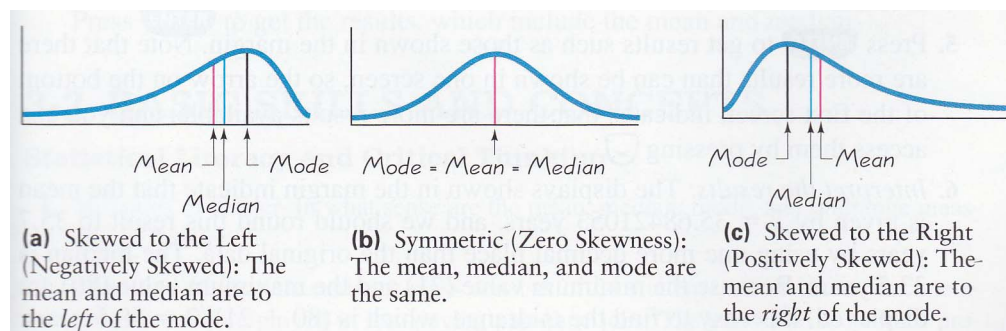 Mean
Mode
Median
(a) Skewed to the Left
(Negatively Skewed): The
mean and median are to
the left of the mode.
Mode = Mean = Median
(b) Symmetric (Zero Skewness):
The mean, median, and mode are
the same.
Mode
Mean
Median
(c) Skewed to the Right
(Positively Skewed): The
mean and median are to
the right of the mode.